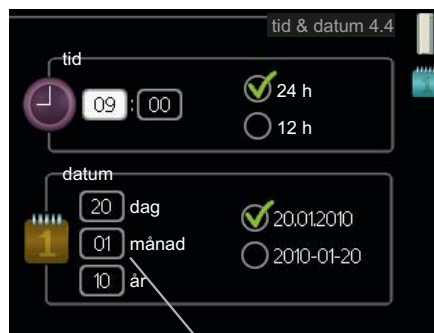 tid & datum 4.4
tid
09 : 00
24 h
12 h
datum
20 dag
01 månad
10 år
20.01.2010
2010-01-20
1